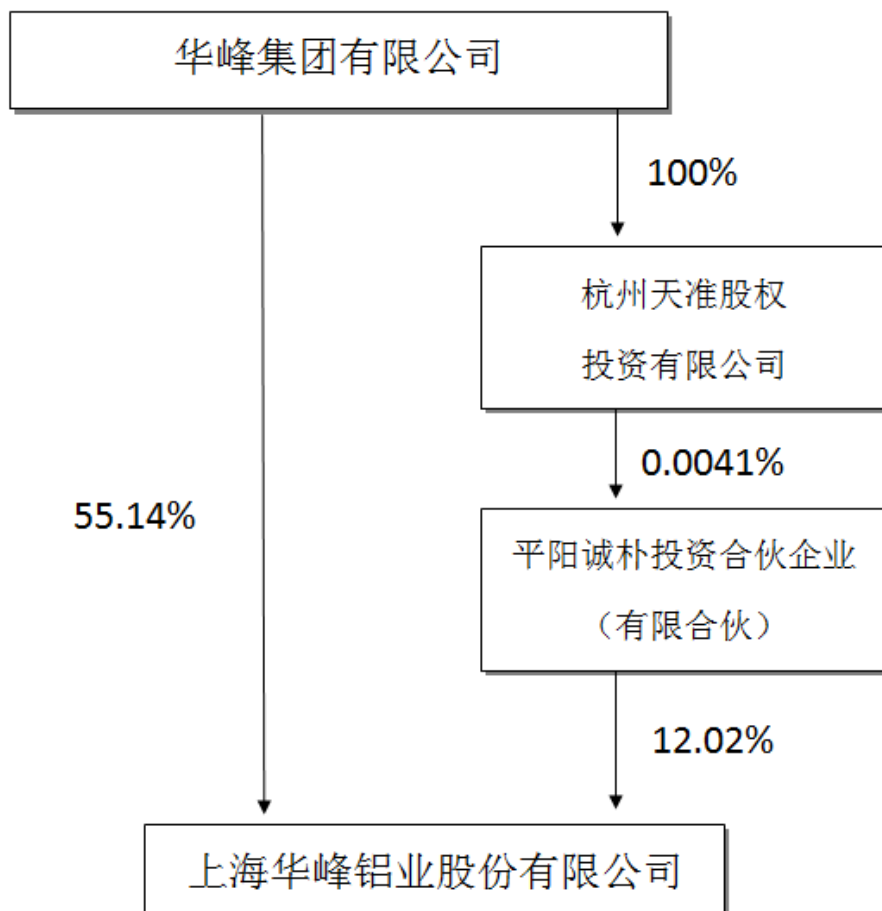 华峰集团有限公司
100%
杭州天准股权
投资有限公司
0.0041%
55.14%
平阳诚朴投资合伙企业
（有限合伙）
12.02%
上海华峰铝业股份有限公司